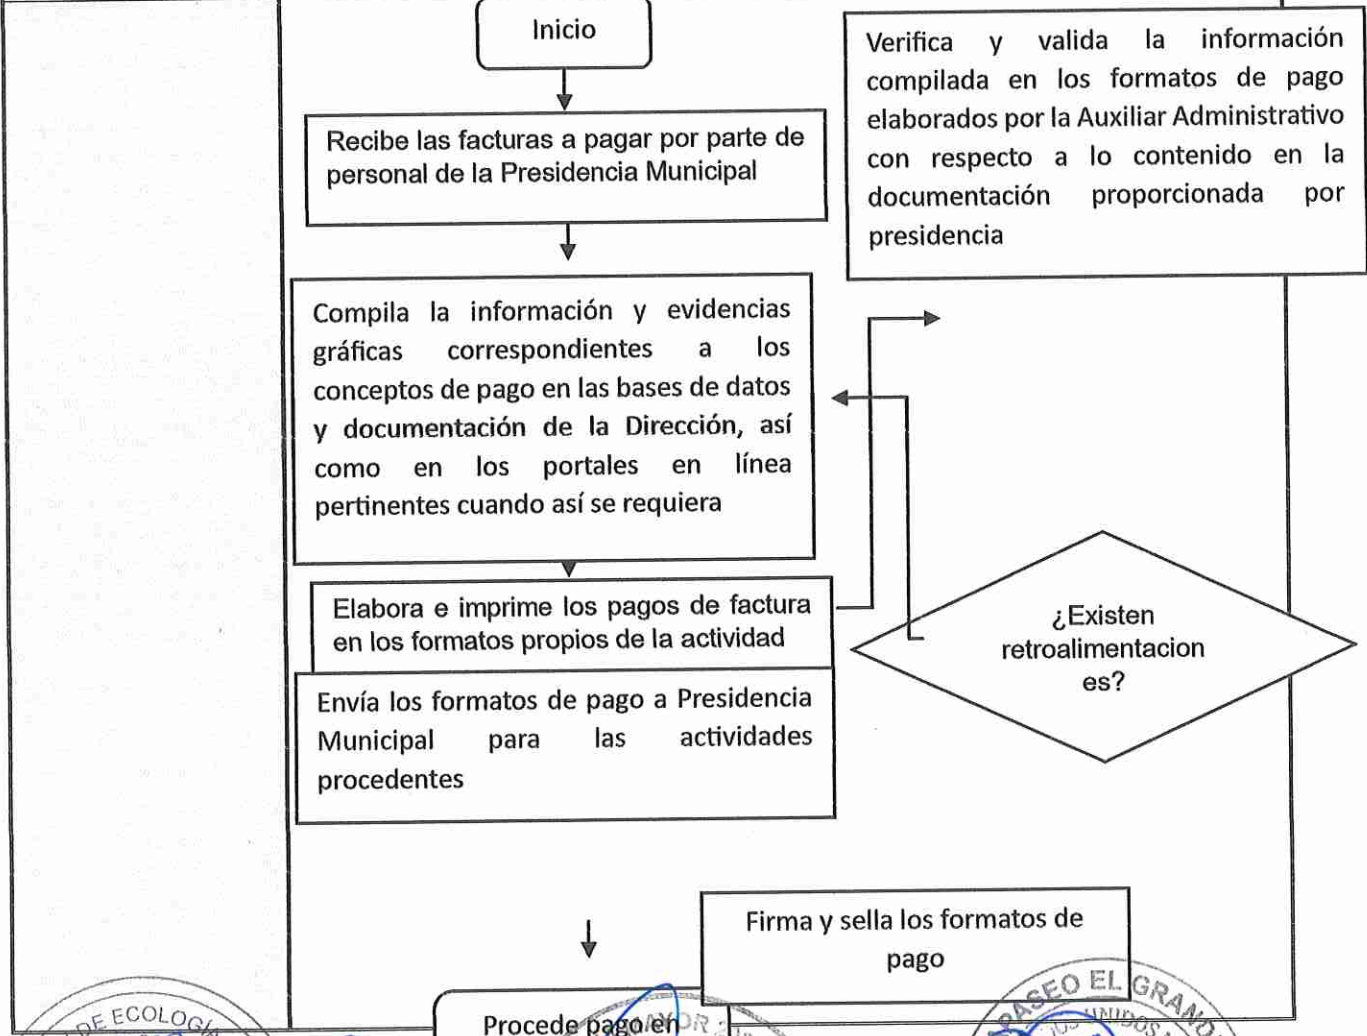 Inicio
Recibe las facturas a pagar por parte de
personal de la Presidencia Municipal
Verifica y valida la información
compilada en los formatos de pago
elaborados por la Auxiliar Administrativo
con respecto a lo contenido en la
documentación proporcionada por
presidencia
Compila la información y evidencias
gráficas correspondientes a los
conceptos de pago en las bases de datos
y documentación de la Dirección, así
como en los portales en línea
pertinentes cuando así se requiera
Elabora e imprime los pagos de factura
en los formatos propios de la actividad
¿Existen
retroalimentacion
es?
Envía los formatos de pago a Presidencia
Municipal para las actividades
procedentes
Firma y sella los formatos de
pago
Procede pago en
DE ECOLOGÍA